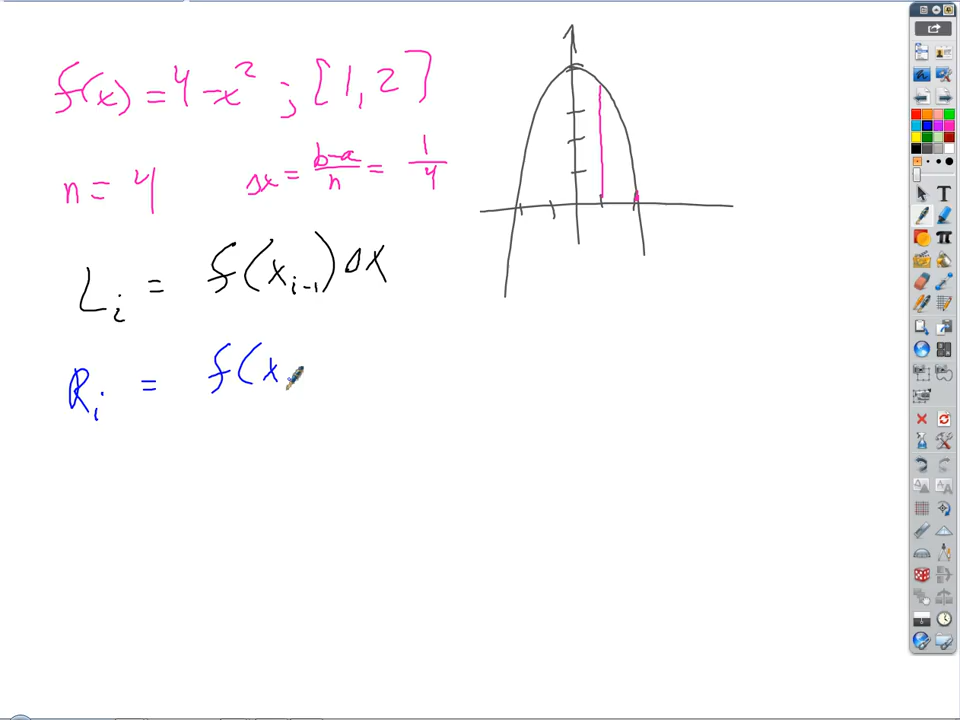 f(x) = 4 - x² ; [1, 2]
n = 4 Δx = b-a/n = 1/4
Lᵢ = f(xᵢ₋₁) Δx
Rᵢ = f(x